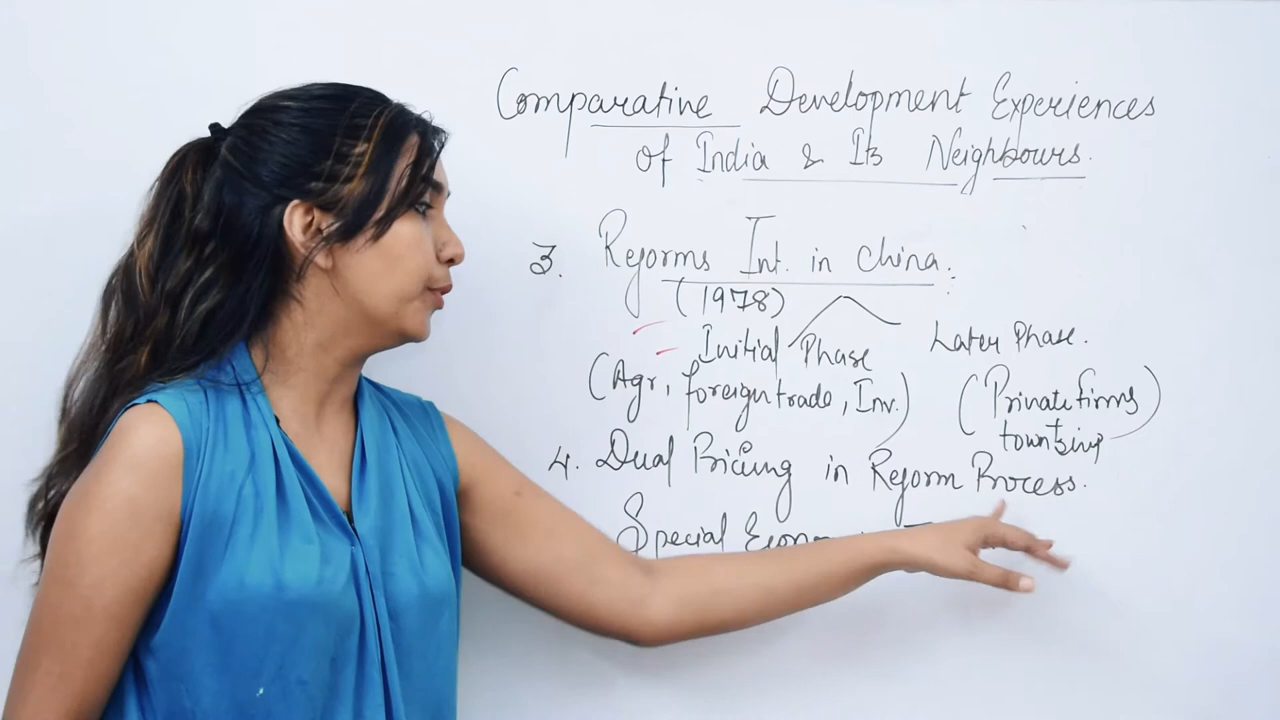 Comparative Development Experiences
of India & Its Neighbours.
3. Reforms Int. in China.
(1978)
Initial Phase Later Phase.
(Agr, foreign trade, Inv.) (Private firms
township)
4. Dual Pricing in Reform Process.
Special